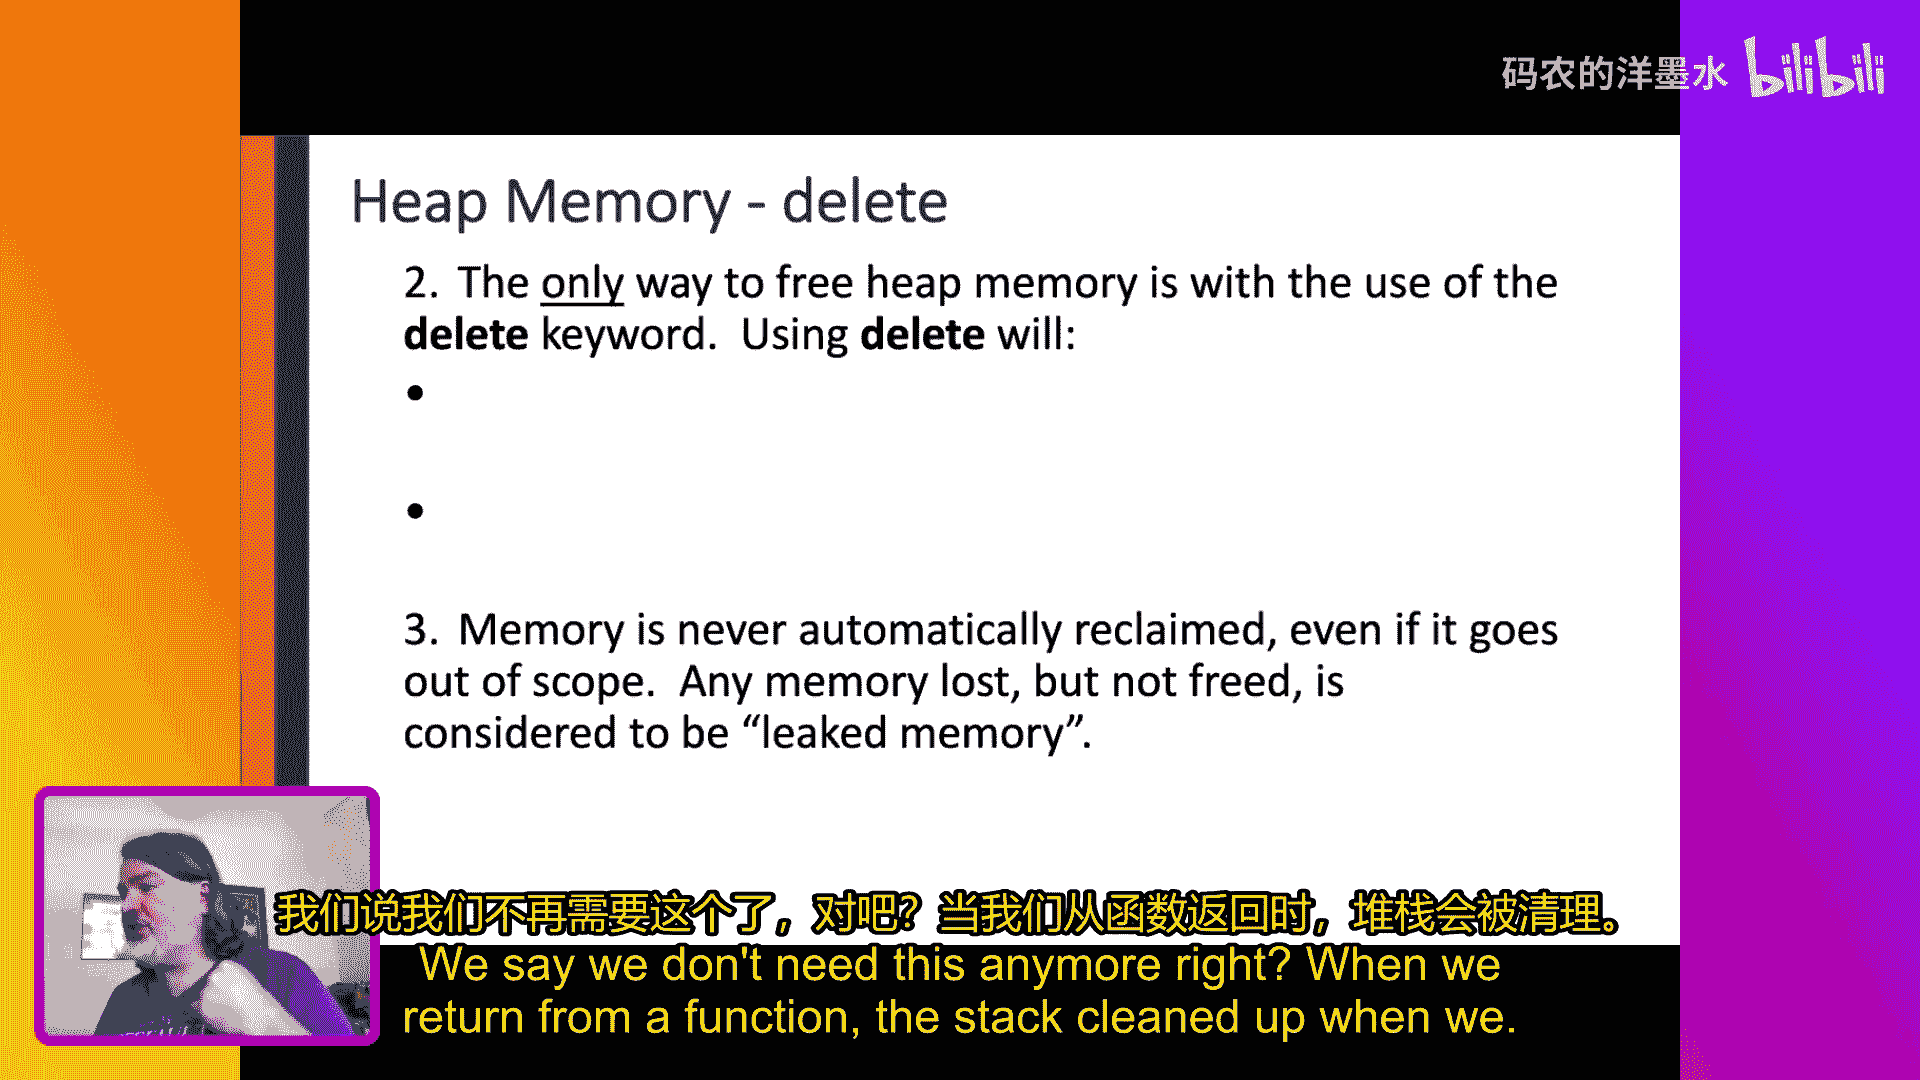 码农的洋墨水 bilibili
Heap Memory - delete
2. The only way to free heap memory is with the use of the
delete keyword. Using delete will:
•
•
3. Memory is never automatically reclaimed, even if it goes
out of scope. Any memory lost, but not freed, is
considered to be “leaked memory”.
我们说我们不再需要这个了，对吧？当我们从函数返回时，堆栈会被清理。
We say we don't need this anymore right? When we
return from a function, the stack cleaned up when we.